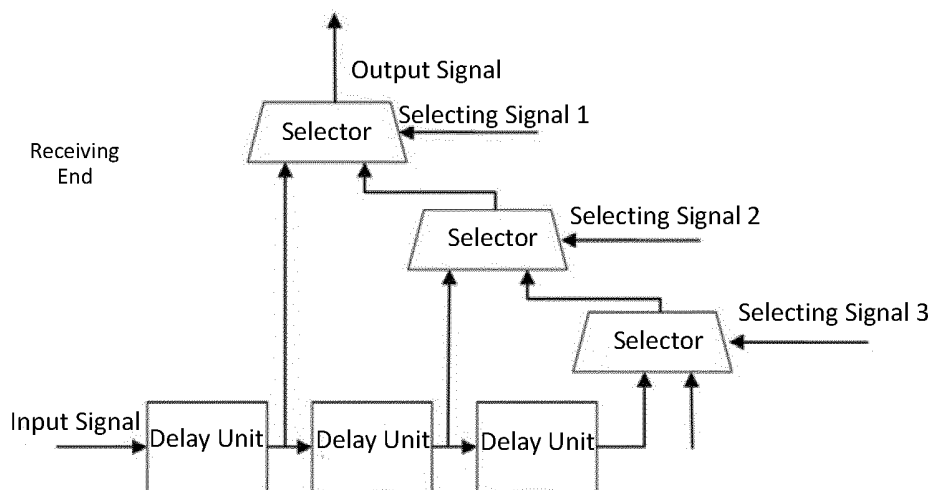 Output Signal
Selecting Signal 1
Selector
Receiving
End
Selecting Signal 2
Selector
Selecting Signal 3
Selector
Input Signal
Delay Unit
Delay Unit
Delay Unit